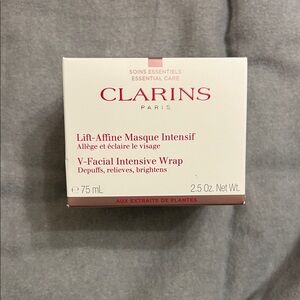 SOINS ESSENTIELS
ESSENTIAL CARE
CLARINS
PARIS
Lift-Affine Masque Intensif
Allège et éclaire le visage
V-Facial Intensive Wrap
Depuffs, relieves, brightens
℮ 75 mL 2.5 Oz. Net Wt.
AUX EXTRAITS DE PLANTES